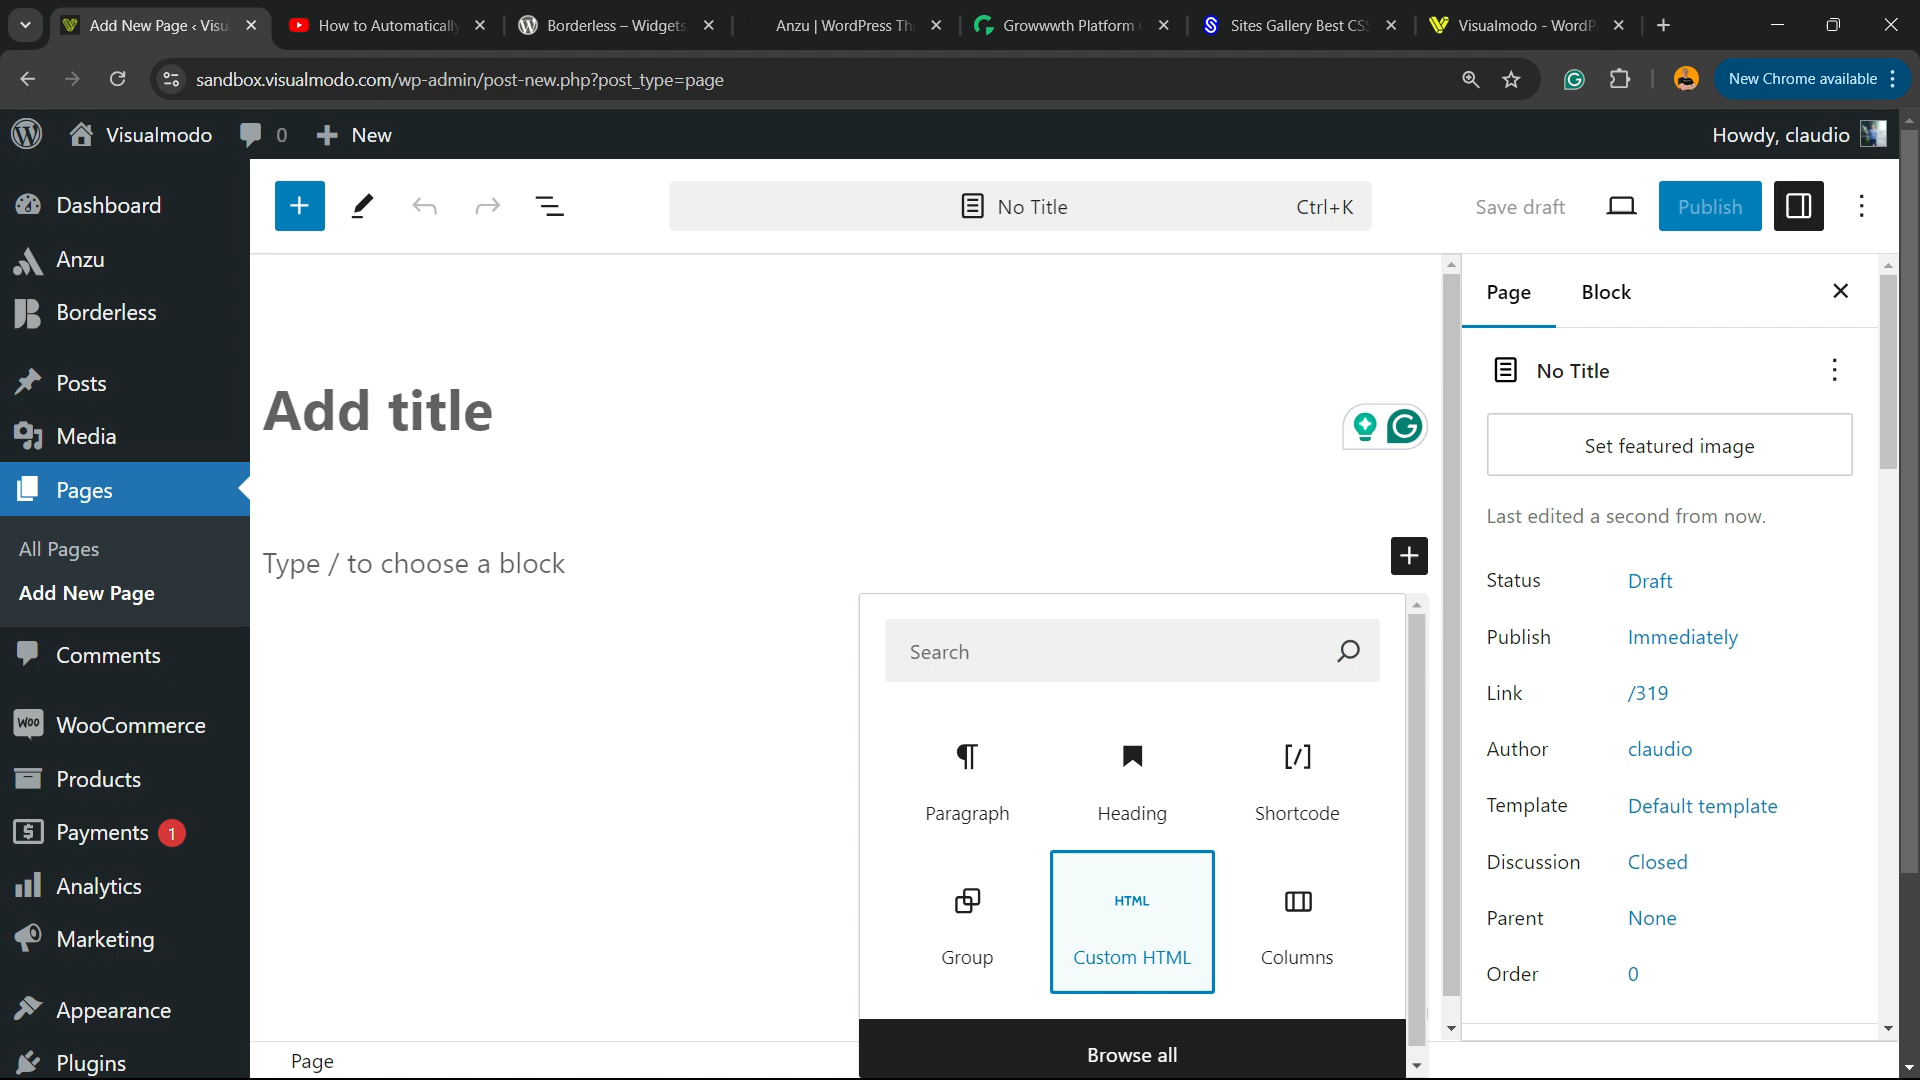 Add New Page ‹ Visu
How to Automatically
Borderless – Widgets
Anzu | WordPress Th
Growwwth Platform
Sites Gallery Best CSS
Visualmodo - WordP
sandbox.visualmodo.com/wp-admin/post-new.php?post_type=page
New Chrome available
Visualmodo
0
New
Howdy, claudio
Dashboard
Anzu
Borderless
Posts
Media
Pages
All Pages
Add New Page
Comments
WOO
WooCommerce
Products
Payments 1
Analytics
Marketing
Appearance
Plugins
No Title
Ctrl+K
Save draft
Publish
Add title
Type / to choose a block
Search
Paragraph
Heading
Shortcode
Group
HTML
Custom HTML
Columns
Browse all
Page
Page
Block
No Title
Set featured image
Last edited a second from now.
Status Draft
Publish Immediately
Link /319
Author claudio
Template Default template
Discussion Closed
Parent None
Order 0